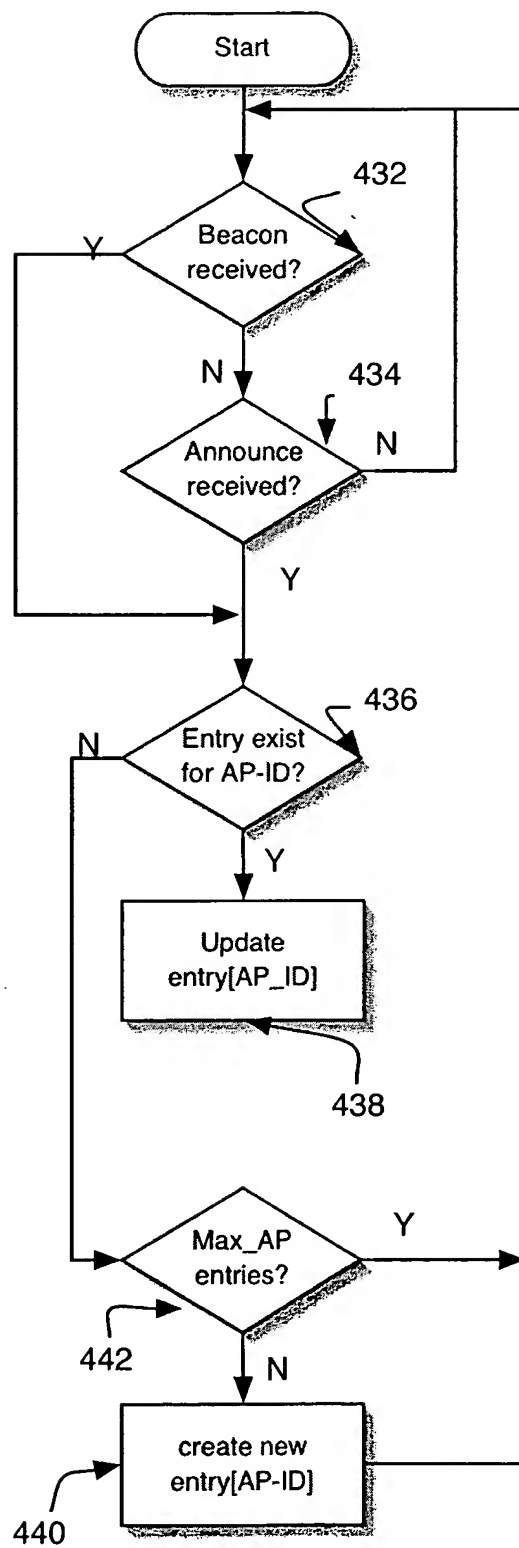 Start
432
Beacon
received?
Y
N
434
Announce
received?
N
Y
436
Entry exist
for AP-ID?
N
Y
Update
entry[AP_ID]
438
Max_AP
entries?
Y
442
N
create new
entry[AP-ID]
440